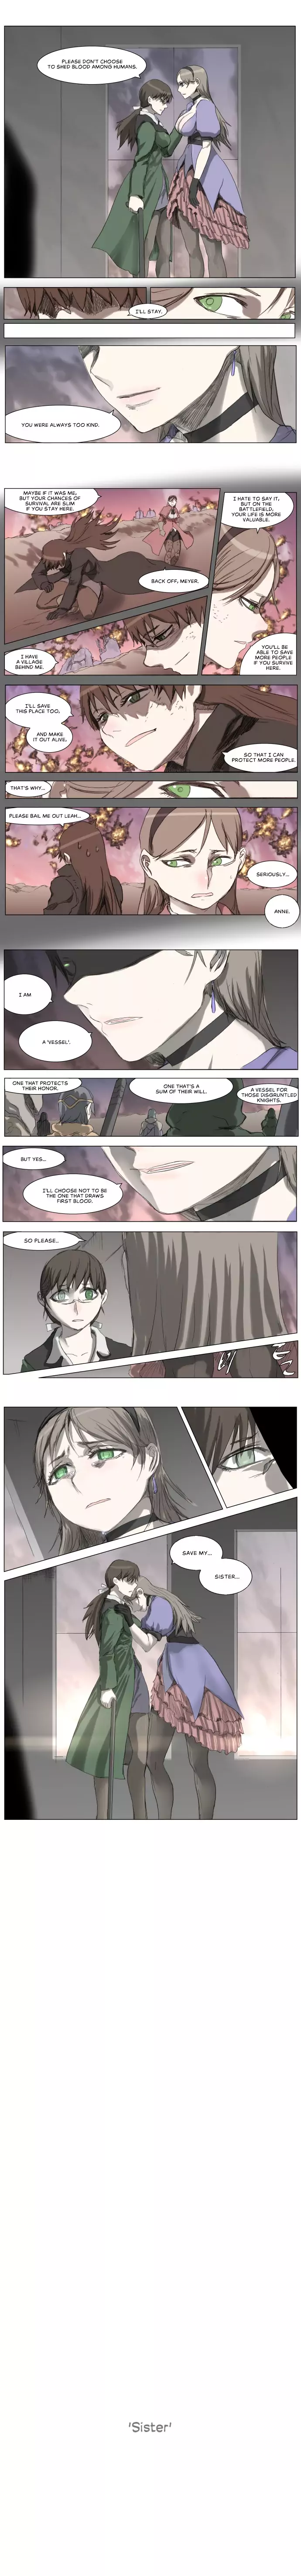 PLEASE DON'T CHOOSE
TO SHED BLOOD AMONG HUMANS.
I'LL STAY.
YOU WERE ALWAYS TOO KIND.
MAYBE IF IT WAS ME,
BUT YOUR CHANCES OF
SURVIVAL ARE SLIM
IF YOU STAY HERE.
BACK OFF, MEYER.
I HATE TO SAY IT,
BUT ON THE
BATTLEFIELD,
YOUR LIFE IS MORE
VALUABLE.
I HAVE
A VILLAGE
BEHIND ME.
YOU'LL BE
ABLE TO SAVE
MORE PEOPLE
IF YOU SURVIVE
HERE.
I'LL SAVE
THIS PLACE TOO,
AND MAKE
IT OUT ALIVE,
SO THAT I CAN
PROTECT MORE PEOPLE.
THAT'S WHY...
PLEASE BAIL ME OUT LEAH...
SERIOUSLY...
ANNE.
I AM
A 'VESSEL'.
ONE THAT PROTECTS
THEIR HONOR.
ONE THAT'S A
SUM OF THEIR WILL.
A VESSEL FOR
THOSE DISGRUNTLED
KNIGHTS.
BUT YES...
I'LL CHOOSE NOT TO BE
THE ONE THAT DRAWS
FIRST BLOOD.
SO PLEASE...
SAVE MY...
SISTER...
'Sister'